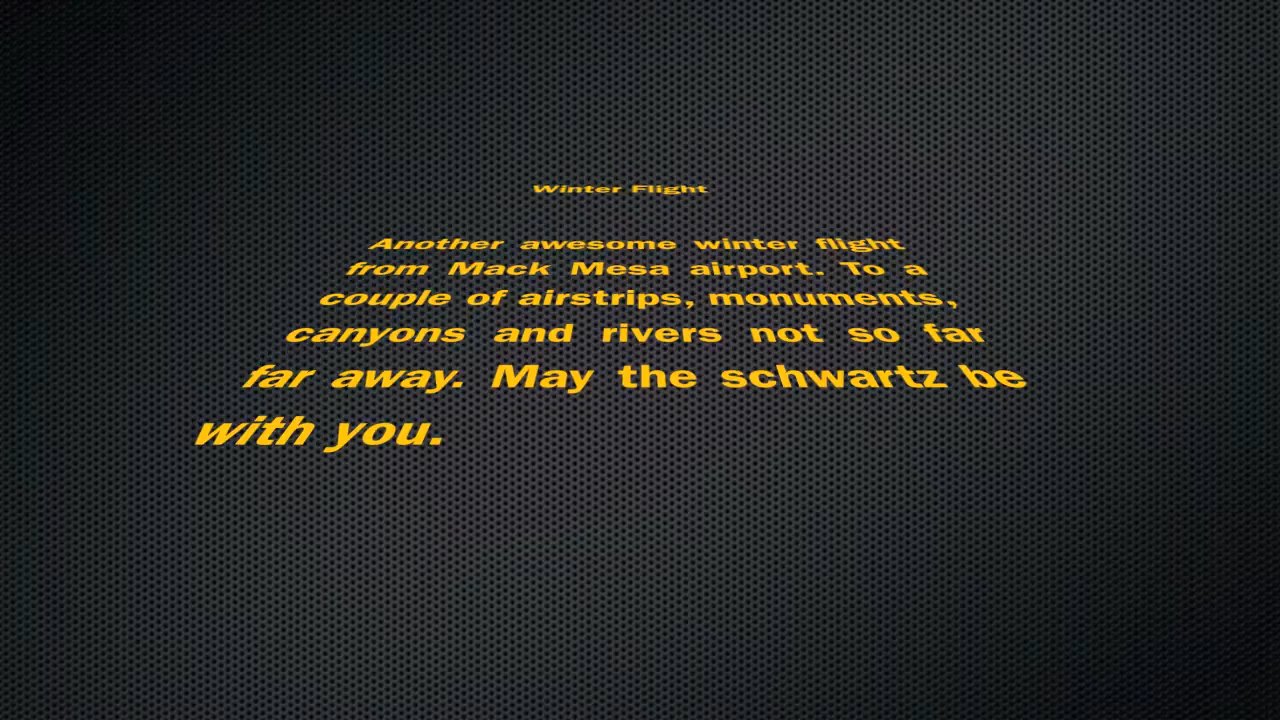 Winter Flight
Another awesome winter flight
from Mack Mesa airport. To a
couple of airstrips, monuments,
canyons and rivers not so far
far away. May the schwartz be
with you.